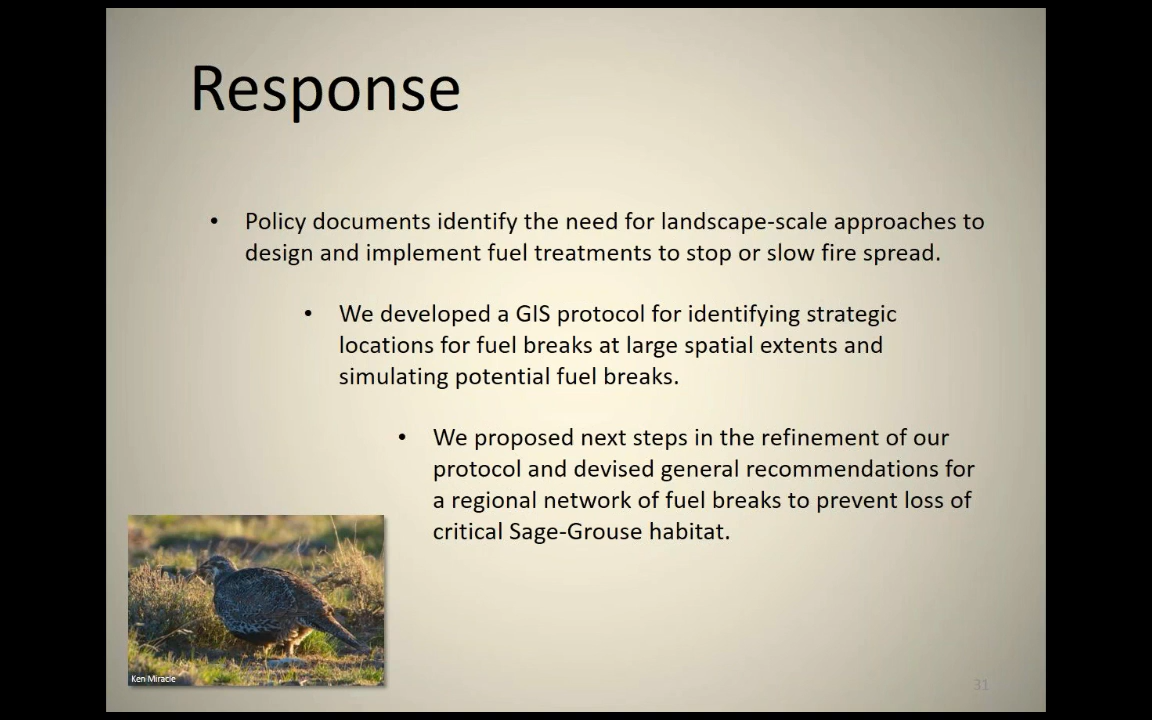 Response
• Policy documents identify the need for landscape-scale approaches to
design and implement fuel treatments to stop or slow fire spread.
• We developed a GIS protocol for identifying strategic
locations for fuel breaks at large spatial extents and
simulating potential fuel breaks.
• We proposed next steps in the refinement of our
protocol and devised general recommendations for
a regional network of fuel breaks to prevent loss of
critical Sage-Grouse habitat.
Ken Miracle
31